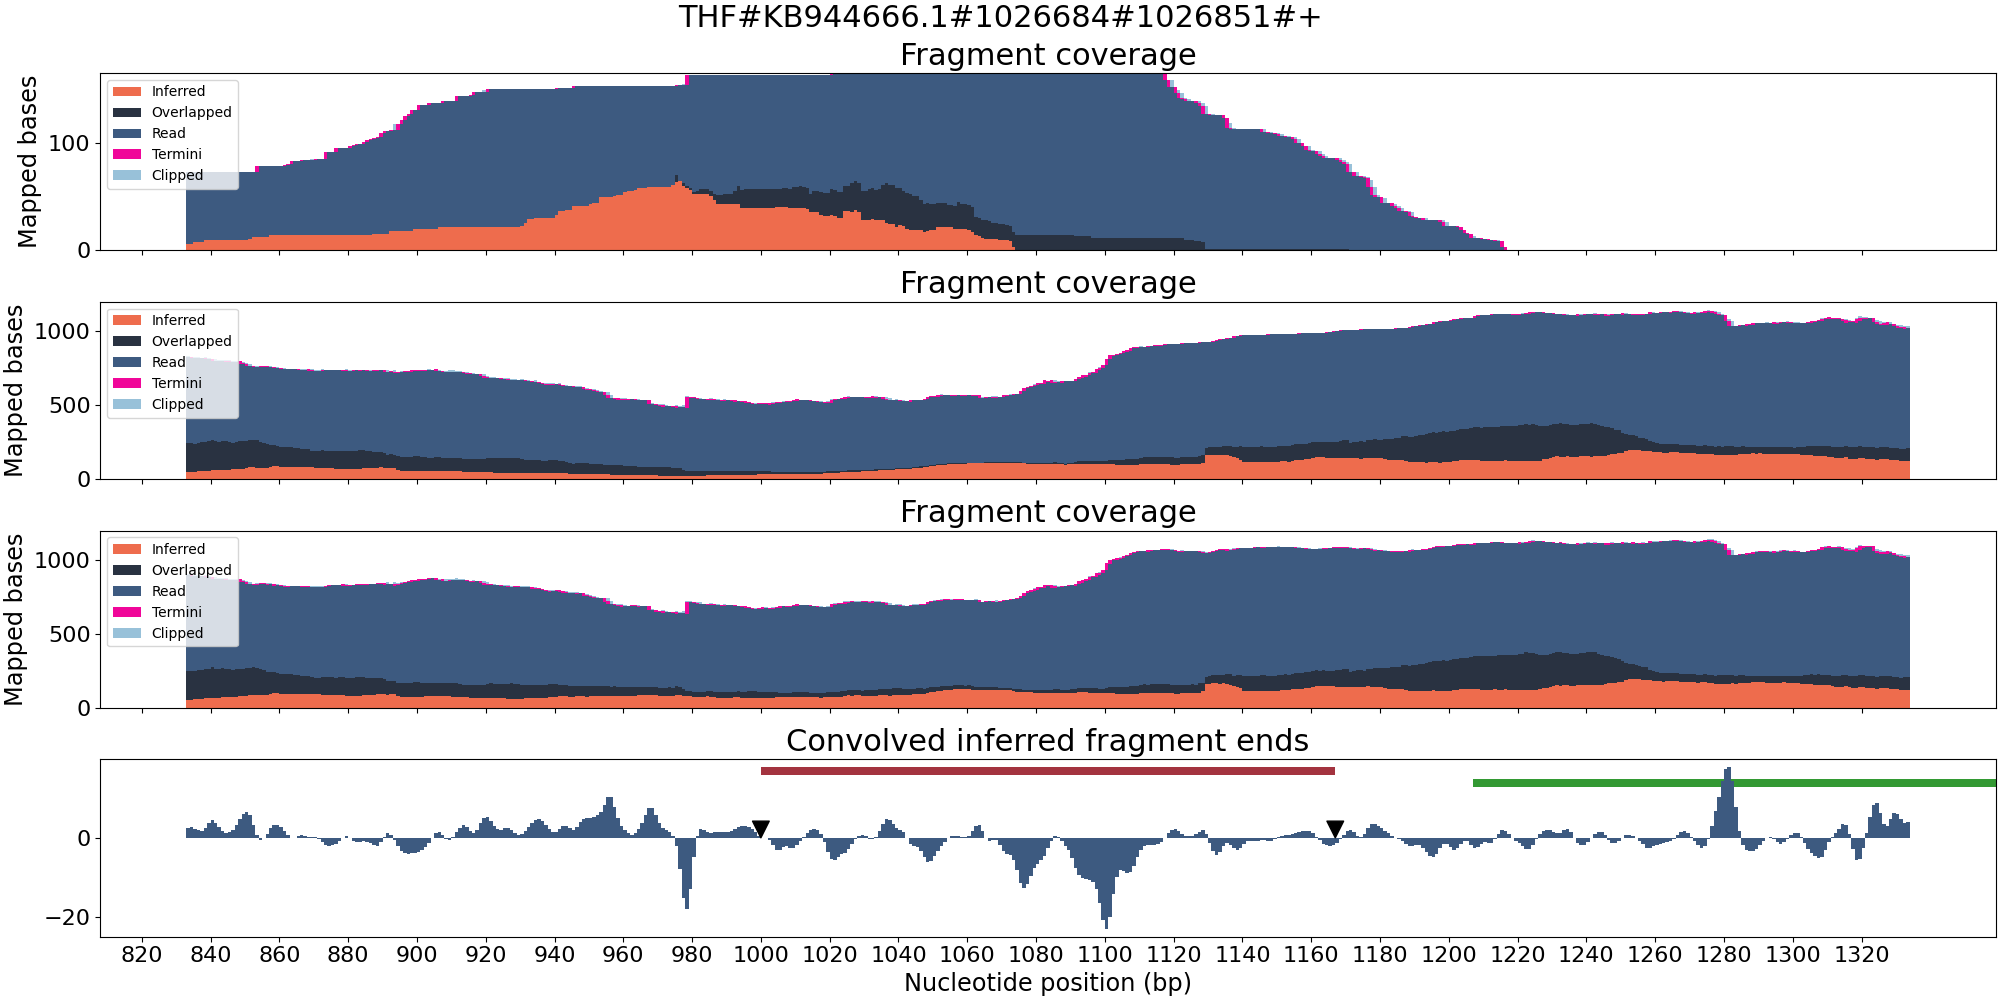 THF#KB944666.1#1026684#1026851#+
Fragment coverage
Mapped bases
100
0
Inferred
Overlapped
Read
Termini
Clipped
Fragment coverage
Mapped bases
1000
500
0
Inferred
Overlapped
Read
Termini
Clipped
Fragment coverage
Mapped bases
1000
500
0
Inferred
Overlapped
Read
Termini
Clipped
Convolved inferred fragment ends
0
−20
820 840 860 880 900 920 940 960 980 1000 1020 1040 1060 1080 1100 1120 1140 1160 1180 1200 1220 1240 1260 1280 1300 1320
Nucleotide position (bp)